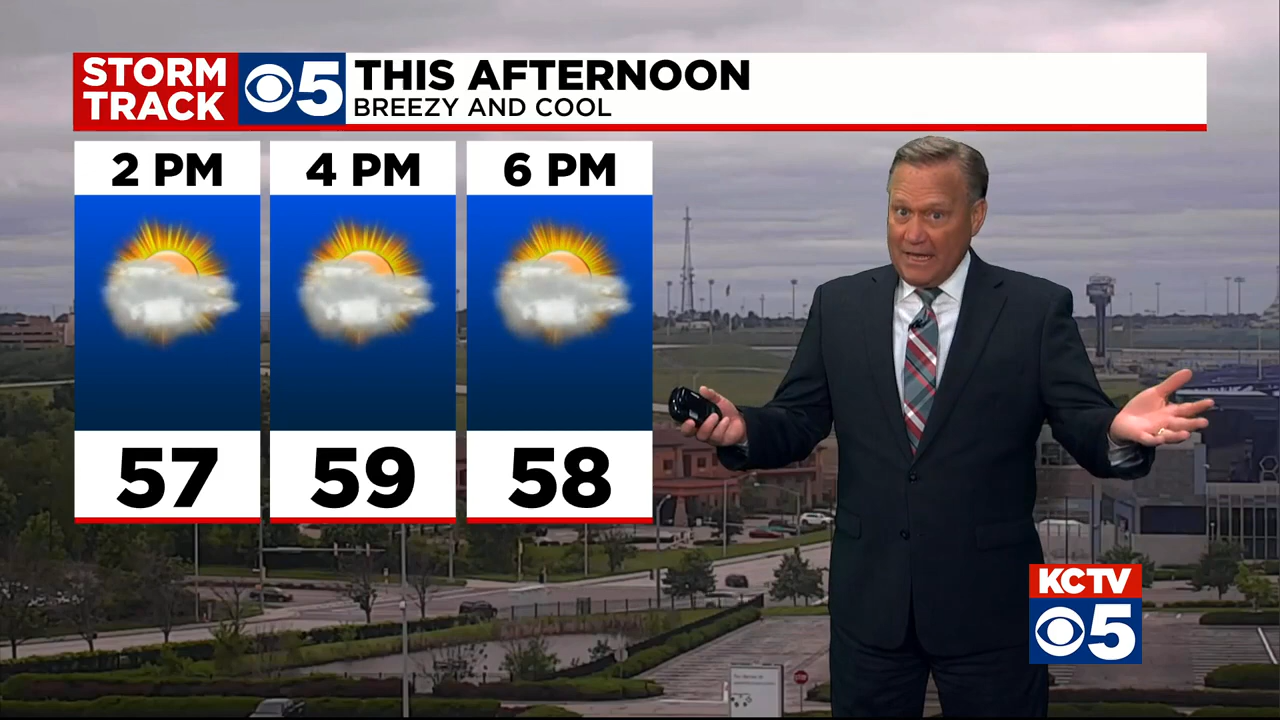 STORM
TRACK
5
THIS AFTERNOON
BREEZY AND COOL
2 PM
4 PM
6 PM
57
59
58
KCTV
5